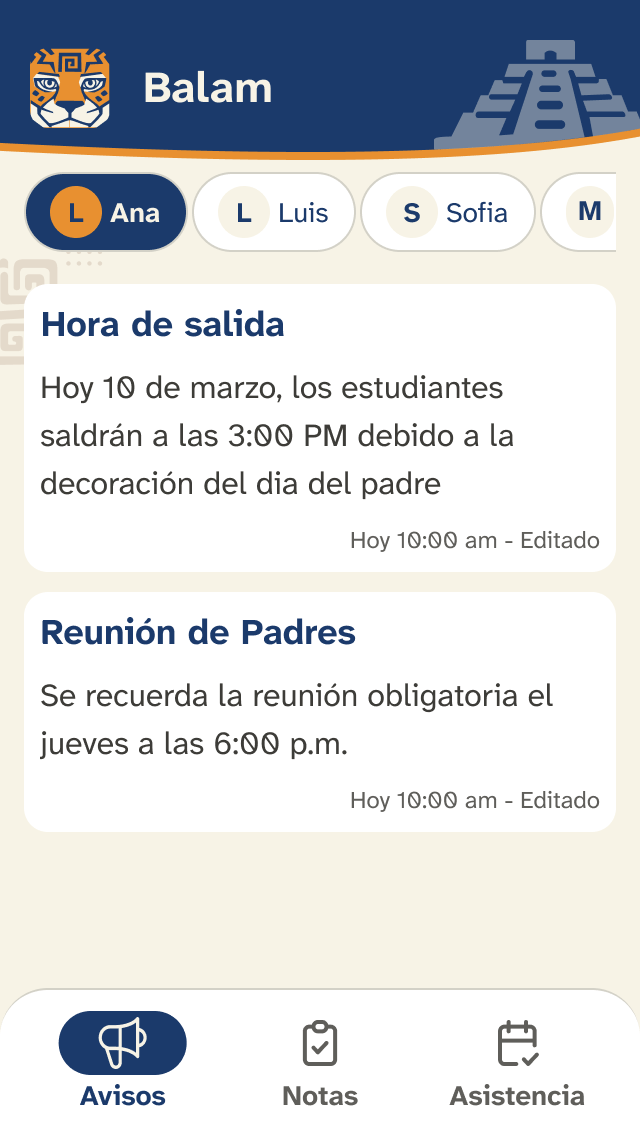 Balam
L Ana
L Luis
S Sofia
M
Hora de salida
Hoy 10 de marzo, los estudiantes
saldrán a las 3:00 PM debido a la
decoración del dia del padre
Hoy 10:00 am - Editado
Reunión de Padres
Se recuerda la reunión obligatoria el
jueves a las 6:00 p.m.
Hoy 10:00 am - Editado
Avisos
Notas
Asistencia